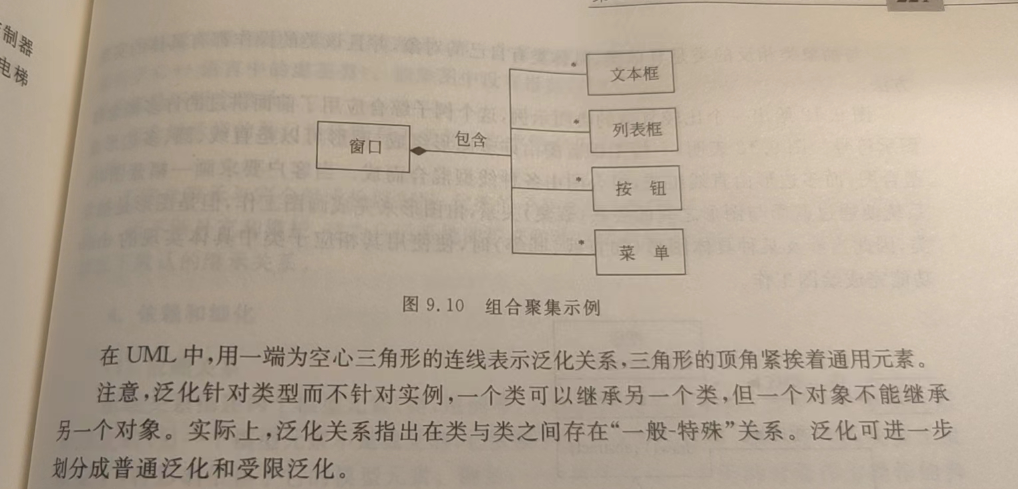 制器
电梯
文本框
列表框
窗口
包含
按 钮
菜 单
图 9.10 组合聚集示例
在 UML 中,用一端为空心三角形的连线表示泛化关系,三角形的顶角紧挨着通用元素。
注意,泛化针对类型而不针对实例,一个类可以继承另一个类,但一个对象不能继承
另一个对象。实际上,泛化关系指出在类与类之间存在“一般-特殊”关系。泛化可进一步
划分成普通泛化和受限泛化。